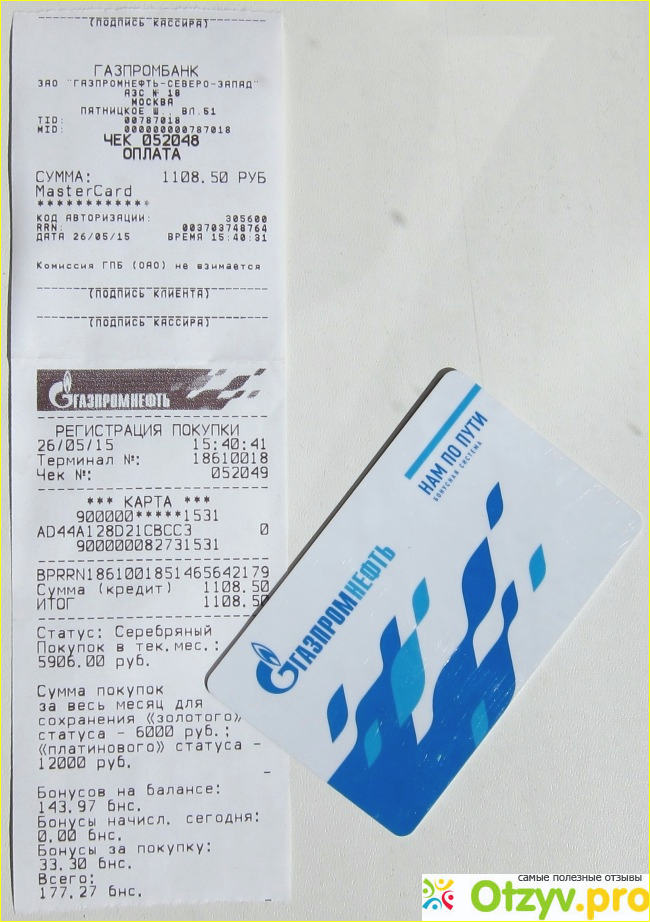 (ПОДПИСЬ КАССИРА)
ГАЗПРОМБАНК
ЗАО "ГАЗПРОМНЕФТЬ-СЕВЕРО-ЗАПАД"
АЗС № 18
МОСКВА
ПЯТНИЦКОЕ Ш., ВЛ.51
TID: 00787018
MID: 000000000787018
ЧЕК 052048
ОПЛАТА
СУММА: 1108.50 РУБ
MasterCard
************
КОД АВТОРИЗАЦИИ: 305600
RRN: 003703748764
ДАТА 26/05/15 ВРЕМЯ 15:40:31
Комиссия ГПБ (ОАО) не взимается
(ПОДПИСЬ КЛИЕНТА)
(ПОДПИСЬ КАССИРА)
ГАЗПРОМНЕФТЬ
РЕГИСТРАЦИЯ ПОКУПКИ
26/05/15 15:40:41
Терминал №: 18610018
Чек №: 052049
*** КАРТА ***
900000*****1531
AD44A128D21CBCC3 0
9000000082731531
BPRRN1861001851465642179
Сумма (кредит) 1108.50
ИТОГ 1108.50
Статус: Серебряный
Покупок в тек.мес.:
5906.00 руб.
Сумма покупок
за весь месяц для
сохранения «золотого»
статуса - 6000 руб.;
«платинового» статуса -
12000 руб.
Бонусов на балансе:
143.97 бнс.
Бонусы начисл. сегодня:
0.00 бнс.
Бонусы за покупку:
33.30 бнс.
Всего:
177.27 бнс.
НАМ ПО ПУТИ
БОНУСНАЯ СИСТЕМА
ГАЗПРОМНЕФТЬ
самые полезные отзывы
Otzyv.pro